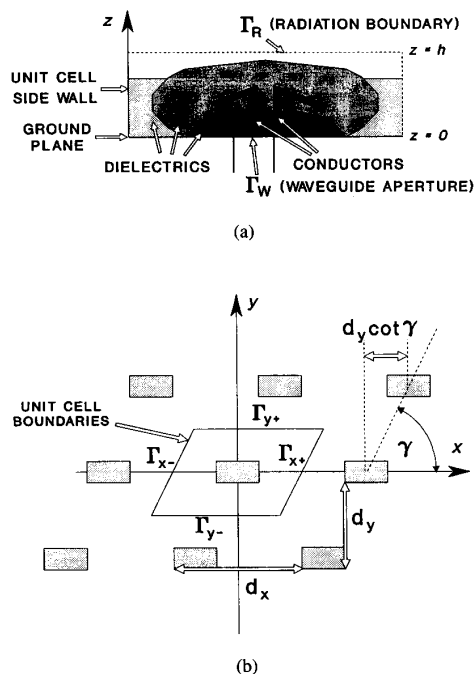 z
Γ_R (RADIATION BOUNDARY)
z = h
UNIT CELL
SIDE WALL
GROUND
PLANE
z = 0
DIELECTRICS
CONDUCTORS
Γ_W (WAVEGUIDE APERTURE)
(a)
y
d_y cot γ
UNIT CELL
BOUNDARIES
Γ_y+
Γ_x-
Γ_x+
γ
x
Γ_y-
d_y
d_x
(b)